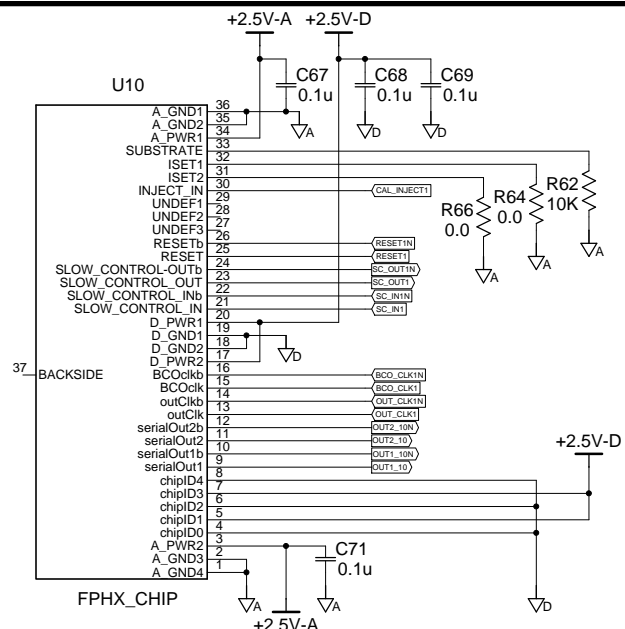 +2.5V-A +2.5V-D
C67
0.1u
C68
0.1u
C69
0.1u
U10
A_GND1 36
A_GND2 35
A_PWR1 34
SUBSTRATE 33
ISET1 32
ISET2 31
INJECT_IN 30 CAL_INJECT1
UNDEF1 29
UNDEF2 28
UNDEF3 27
RESETb 26 RESET1N
RESET 25 RESET1
SLOW_CONTROL-OUTb 24 SC_OUT1N
SLOW_CONTROL_OUT 23 SC_OUT1
SLOW_CONTROL_INb 22 SC_IN1N
SLOW_CONTROL_IN 21 SC_IN1
D_PWR1 20
D_GND1 19
D_GND2 18
D_PWR2 17
BCOclkb 16 BCO_CLK1N
BCOclk 15 BCO_CLK1
outClkb 14 OUT_CLK1N
outClk 13 OUT_CLK1
serialOut2b 12 OUT2_10N
serialOut2 11 OUT2_10
serialOut1b 10 OUT1_10N
serialOut1 9 OUT1_10
chipID4 8
chipID3 7
chipID2 6
chipID1 5
chipID0 4
A_PWR2 3
A_GND3 2
A_GND4 1
37 BACKSIDE
FPHX_CHIP
A
D
D
R66
0.0
R64
0.0
R62
10K
A
A
A
D
+2.5V-D
C71
0.1u
A
A
D
+2.5V-A